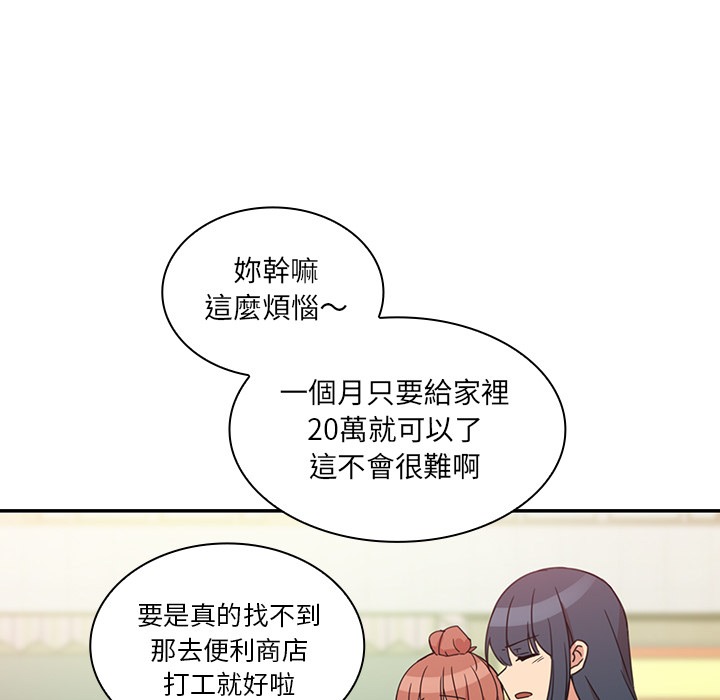 妳幹嘛
這麼煩惱～
一個月只要給家裡
20萬就可以了
這不會很難啊
要是真的找不到
那去便利商店
打工就好啦